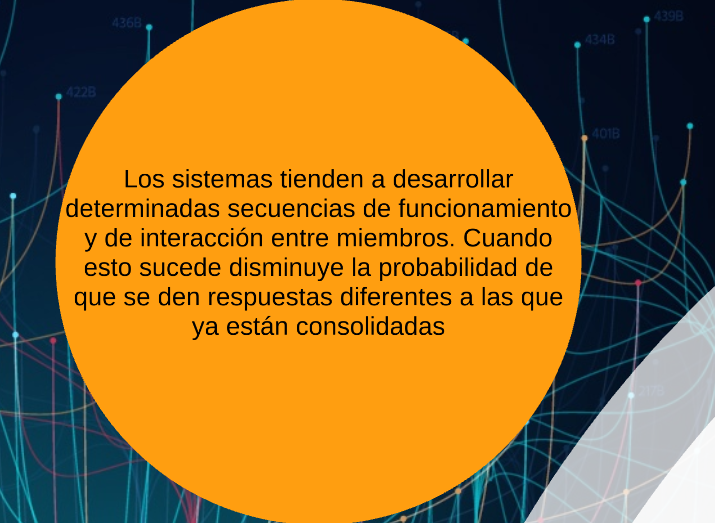 436B
439B
434B
422B
401B
Los sistemas tienden a desarrollar
determinadas secuencias de funcionamiento
y de interacción entre miembros. Cuando
esto sucede disminuye la probabilidad de
que se den respuestas diferentes a las que
ya están consolidadas